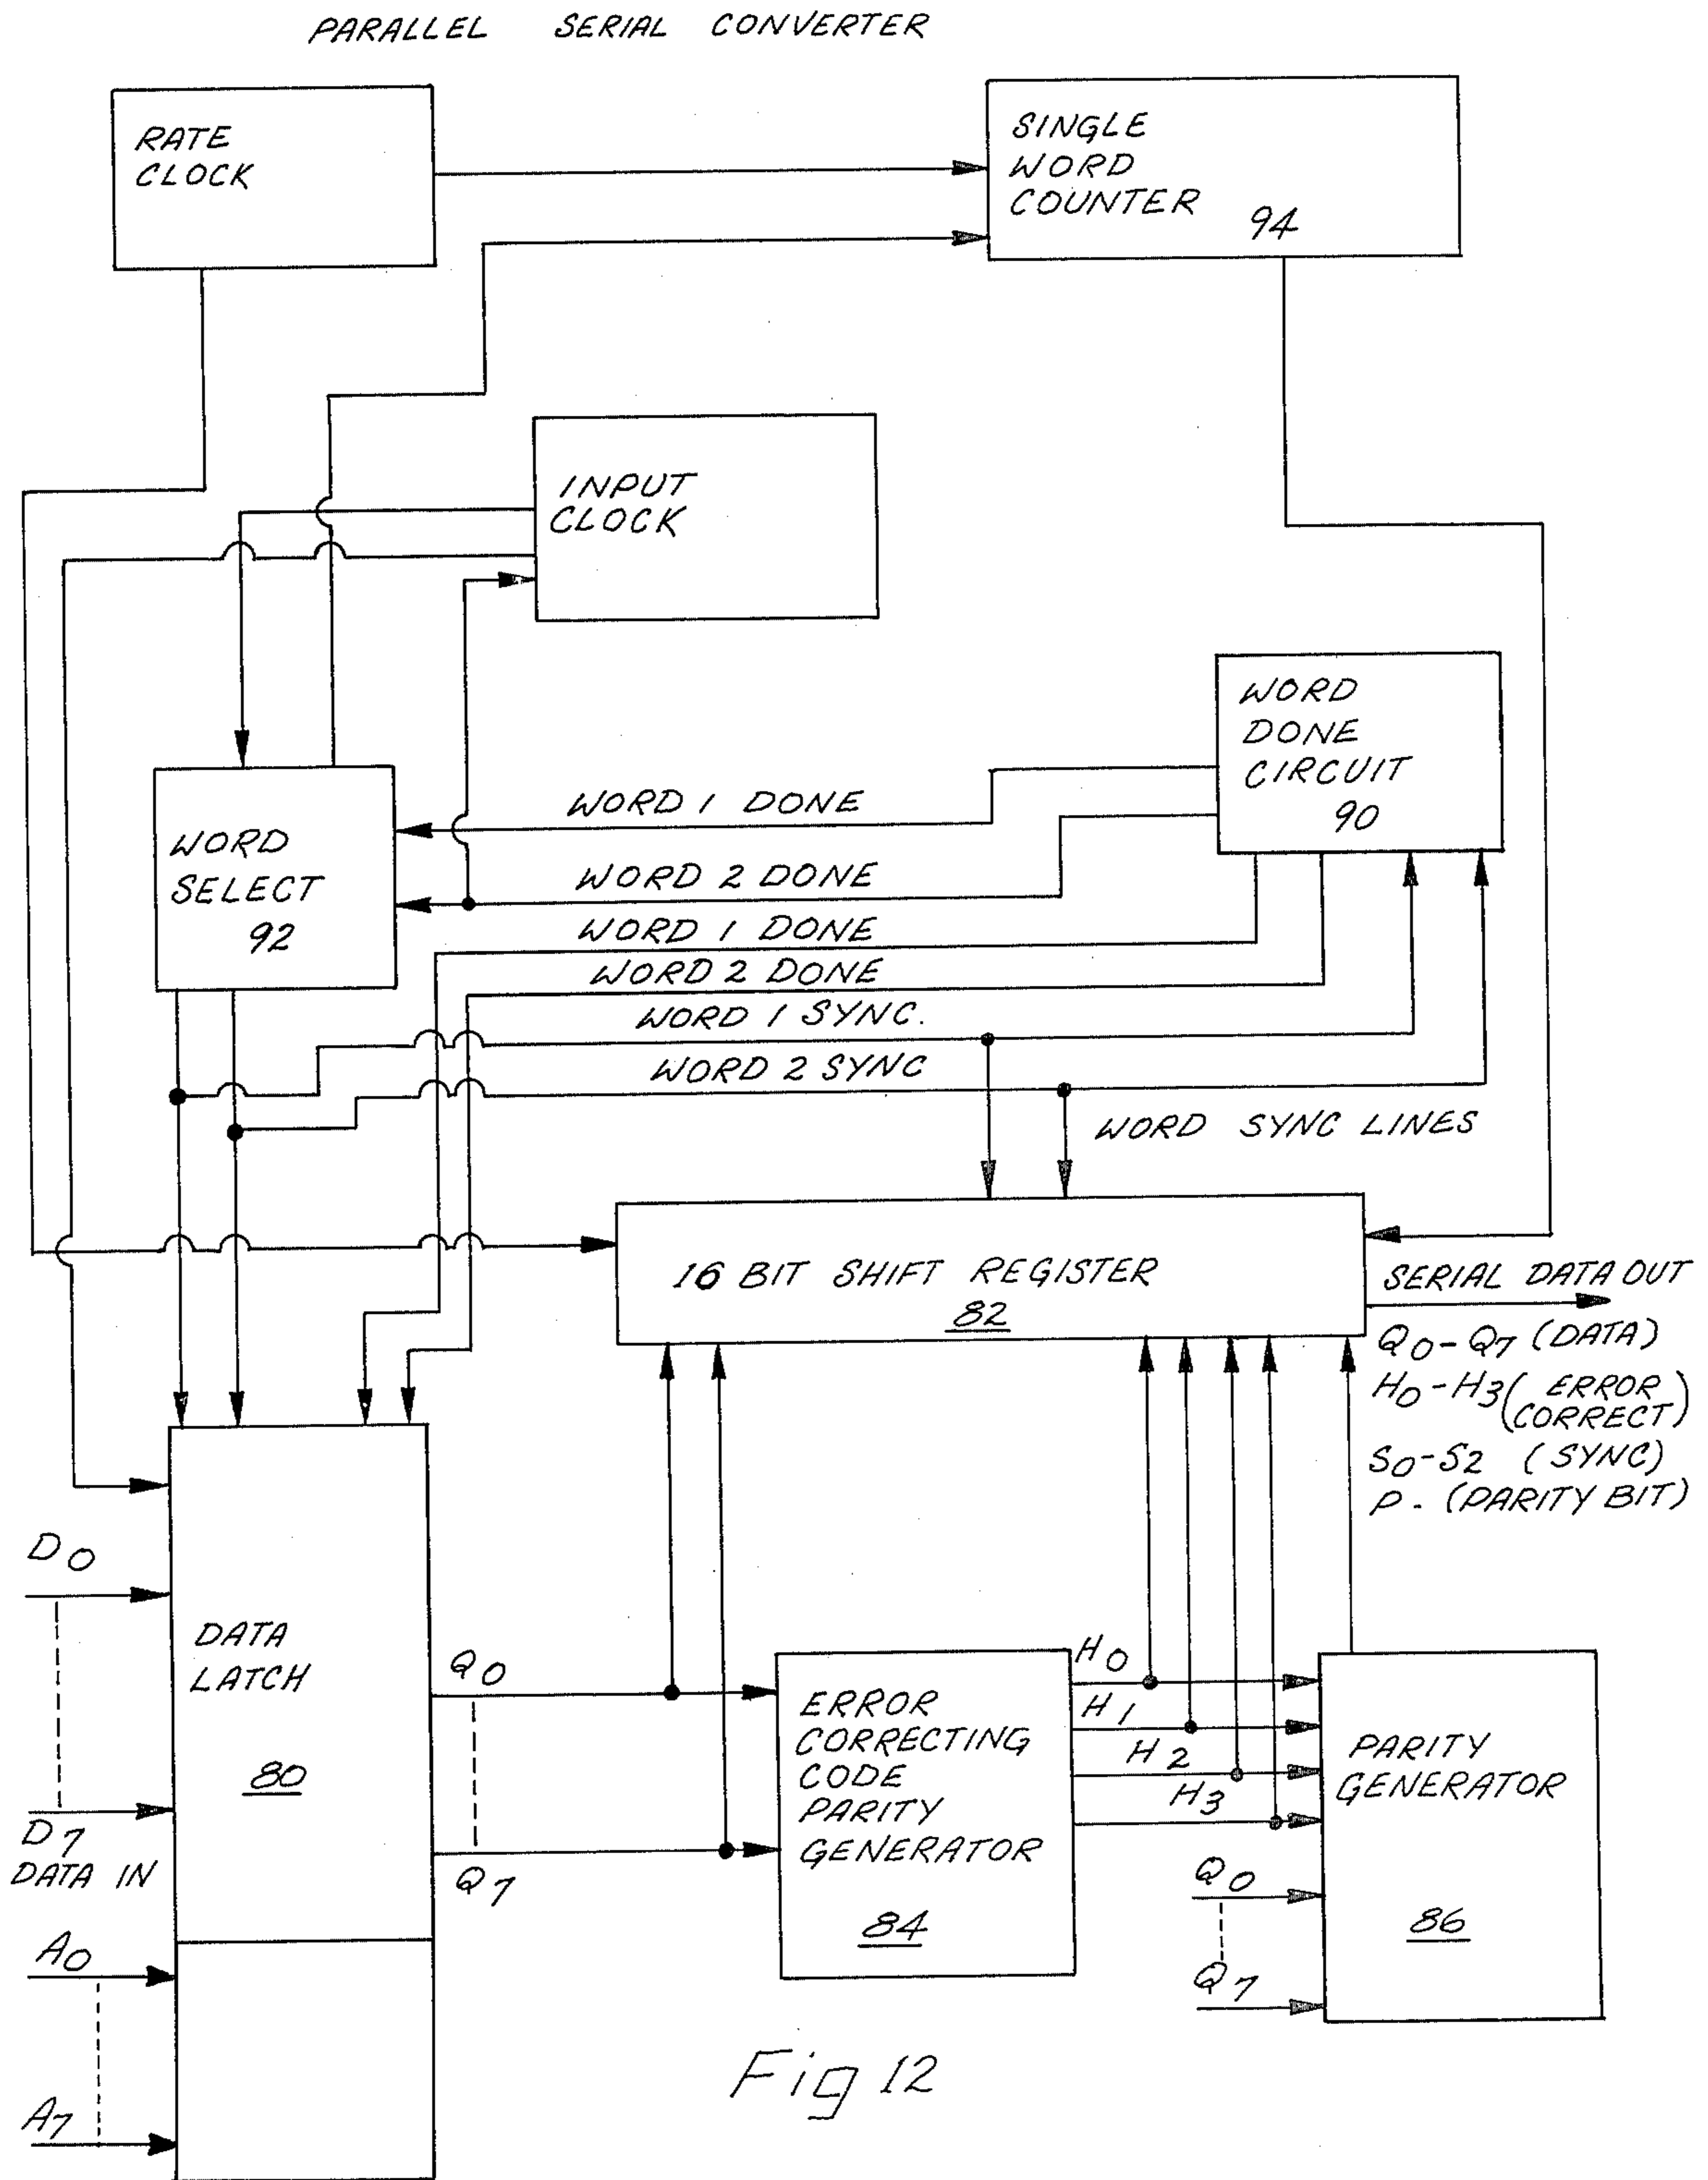 PARALLEL SERIAL CONVERTER
RATE
CLOCK
SINGLE
WORD
COUNTER
94
INPUT
CLOCK
WORD
DONE
CIRCUIT
90
WORD
SELECT
92
WORD 1 DONE
WORD 2 DONE
WORD 1 DONE
WORD 2 DONE
WORD 1 SYNC.
WORD 2 SYNC
WORD SYNC LINES
16 BIT SHIFT REGISTER
82
SERIAL DATA OUT
Q0-Q7 (DATA)
H0-H3 (ERROR
CORRECT)
S0-S2 (SYNC)
P. (PARITY BIT)
D0
D7
DATA IN
DATA
LATCH
80
A0
A7
Q0
Q7
ERROR
CORRECTING
CODE
PARITY
GENERATOR
84
H0
H1
H2
H3
Q0
Q7
PARITY
GENERATOR
86
Fig 12